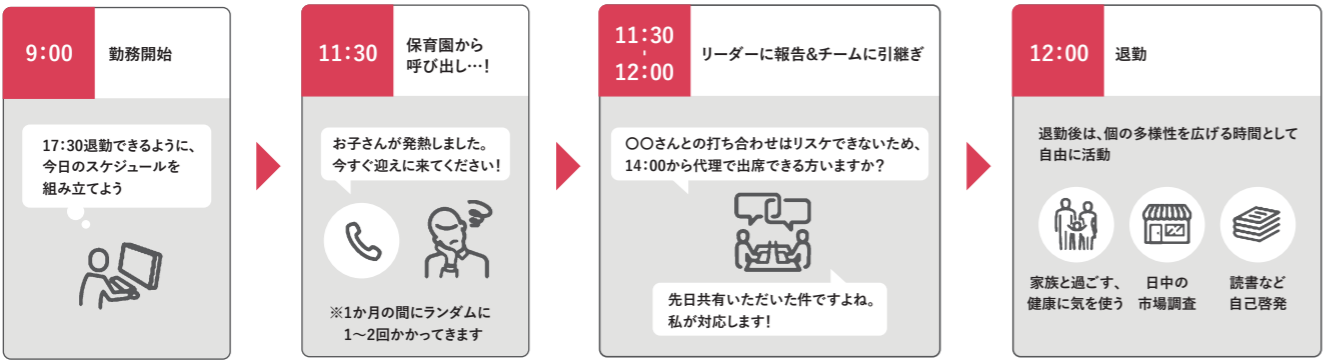 9:00
勤務開始
17:30退勤できるように、
今日のスケジュールを
組み立てよう
11:30
保育園から
呼び出し…!
お子さんが発熱しました。
今すぐ迎えに来てください!
※1か月の間にランダムに
1〜2回かかってきます
11:30
-
12:00
リーダーに報告&チームに引継ぎ
〇〇さんとの打ち合わせはリスケできないため、
14:00から代理で出席できる方いますか?
先日共有いただいた件ですよね。
私が対応します!
12:00
退勤
退勤後は、個の多様性を広げる時間として
自由に活動
家族と過ごす、
健康に気を使う
日中の
市場調査
読書など
自己啓発